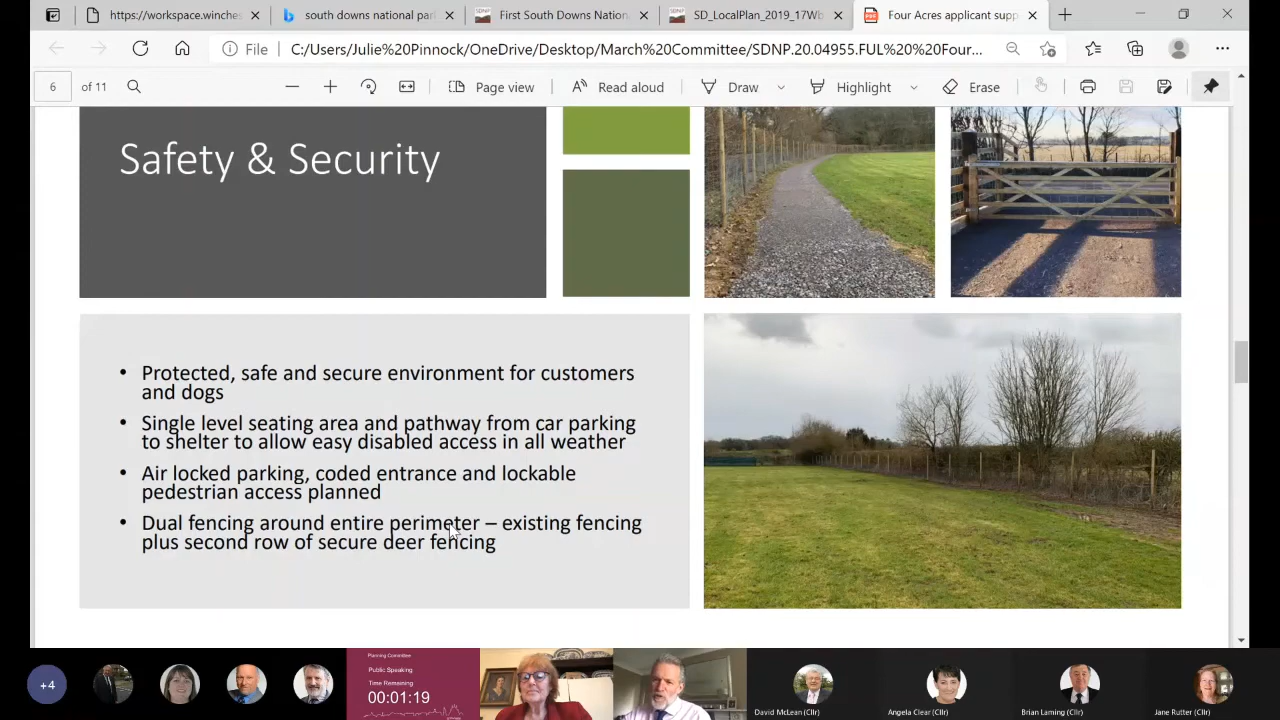 https://workspace.winches
south downs national par
First South Downs Nation
SD_LocalPlan_2019_17Wb
Four Acres applicant supp
File
C:/Users/Julie%20Pinnock/OneDrive/Desktop/March%20Committee/SDNP.20.04955.FUL%20%20Four...
6 of 11
Page view
Read aloud
Draw
Highlight
Erase
Safety & Security
• Protected, safe and secure environment for customers
and dogs
• Single level seating area and pathway from car parking
to shelter to allow easy disabled access in all weather
• Air locked parking, coded entrance and lockable
pedestrian access planned
• Dual fencing around entire perimeter – existing fencing
plus second row of secure deer fencing
+4
Planning Committee
Public Speaking
Time Remaining
00:01:19
David McLean (Cllr)
Angela Clear (Cllr)
Brian Laming (Cllr)
Jane Rutter (Cllr)